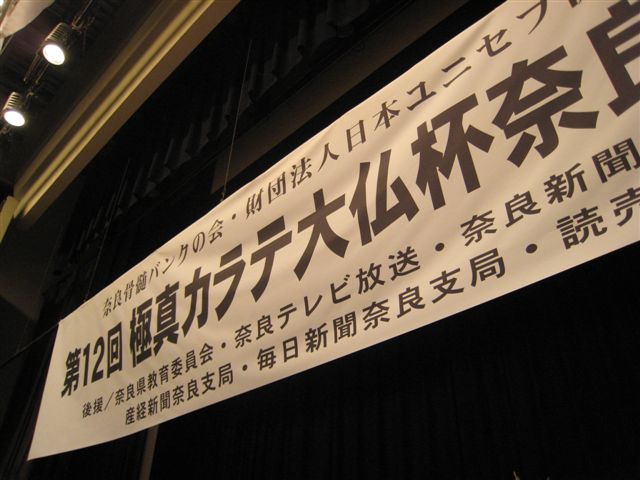 奈良骨髄バンクの会・財団法人日本ユニセフ
第12回 極真カラテ大仏杯奈良
後援／奈良県教育委員会・奈良テレビ放送・奈良新聞
産経新聞奈良支局・毎日新聞奈良支局・読売